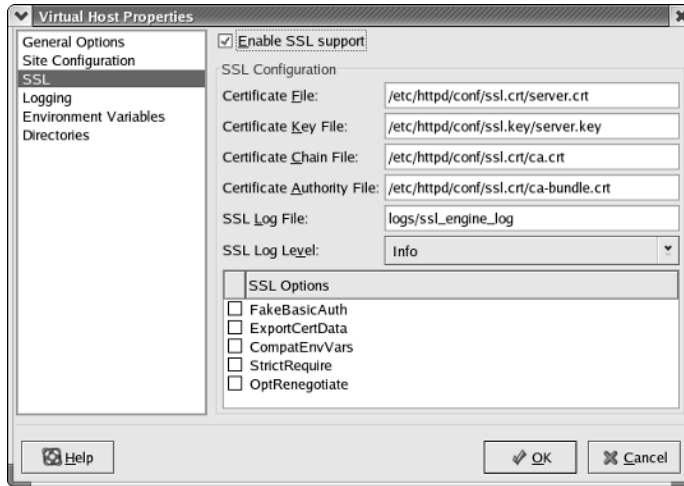 Virtual Host Properties
General Options
Site Configuration
SSL
Logging
Environment Variables
Directories
Enable SSL support
SSL Configuration
Certificate File: /etc/httpd/conf/ssl.crt/server.crt
Certificate Key File: /etc/httpd/conf/ssl.key/server.key
Certificate Chain File: /etc/httpd/conf/ssl.crt/ca.crt
Certificate Authority File: /etc/httpd/conf/ssl.crt/ca-bundle.crt
SSL Log File: logs/ssl_engine_log
SSL Log Level: Info
SSL Options
FakeBasicAuth
ExportCertData
CompatEnvVars
StrictRequire
OptRenegotiate
Help OK Cancel